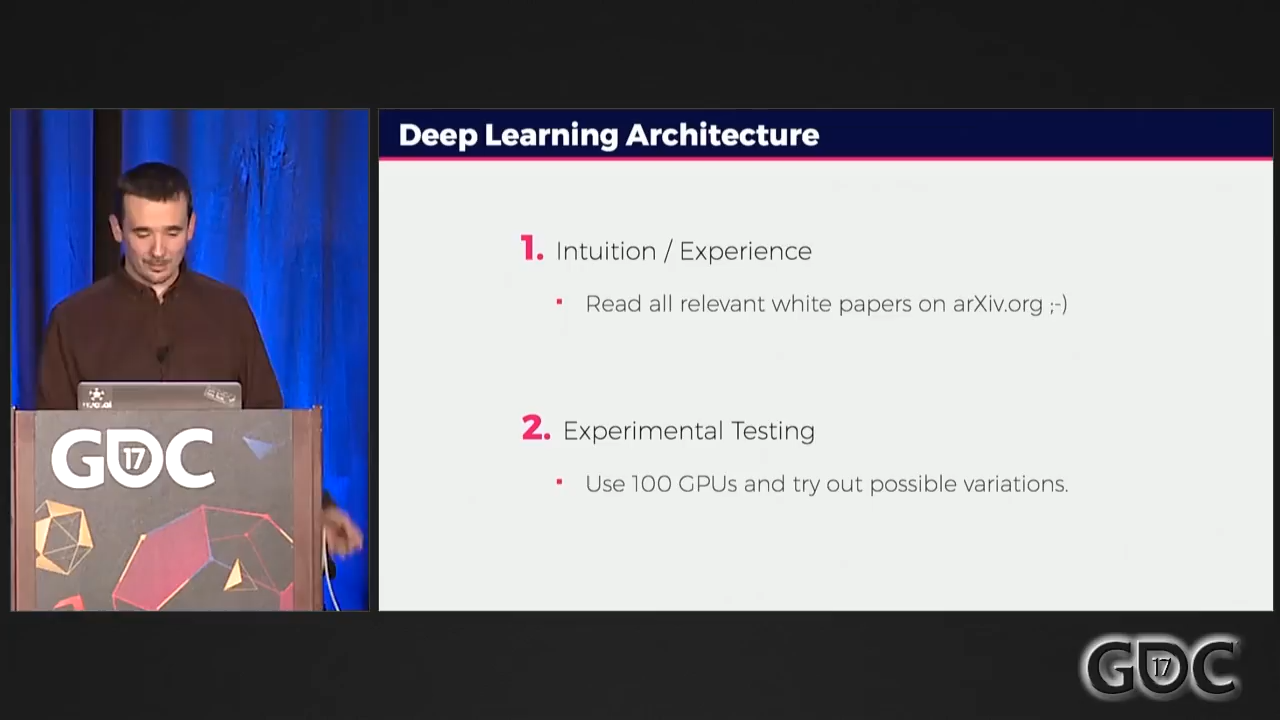 Deep Learning Architecture
1. Intuition / Experience
▪ Read all relevant white papers on arXiv.org ;-)
2. Experimental Testing
▪ Use 100 GPUs and try out possible variations.
GDC 17
GDC 17